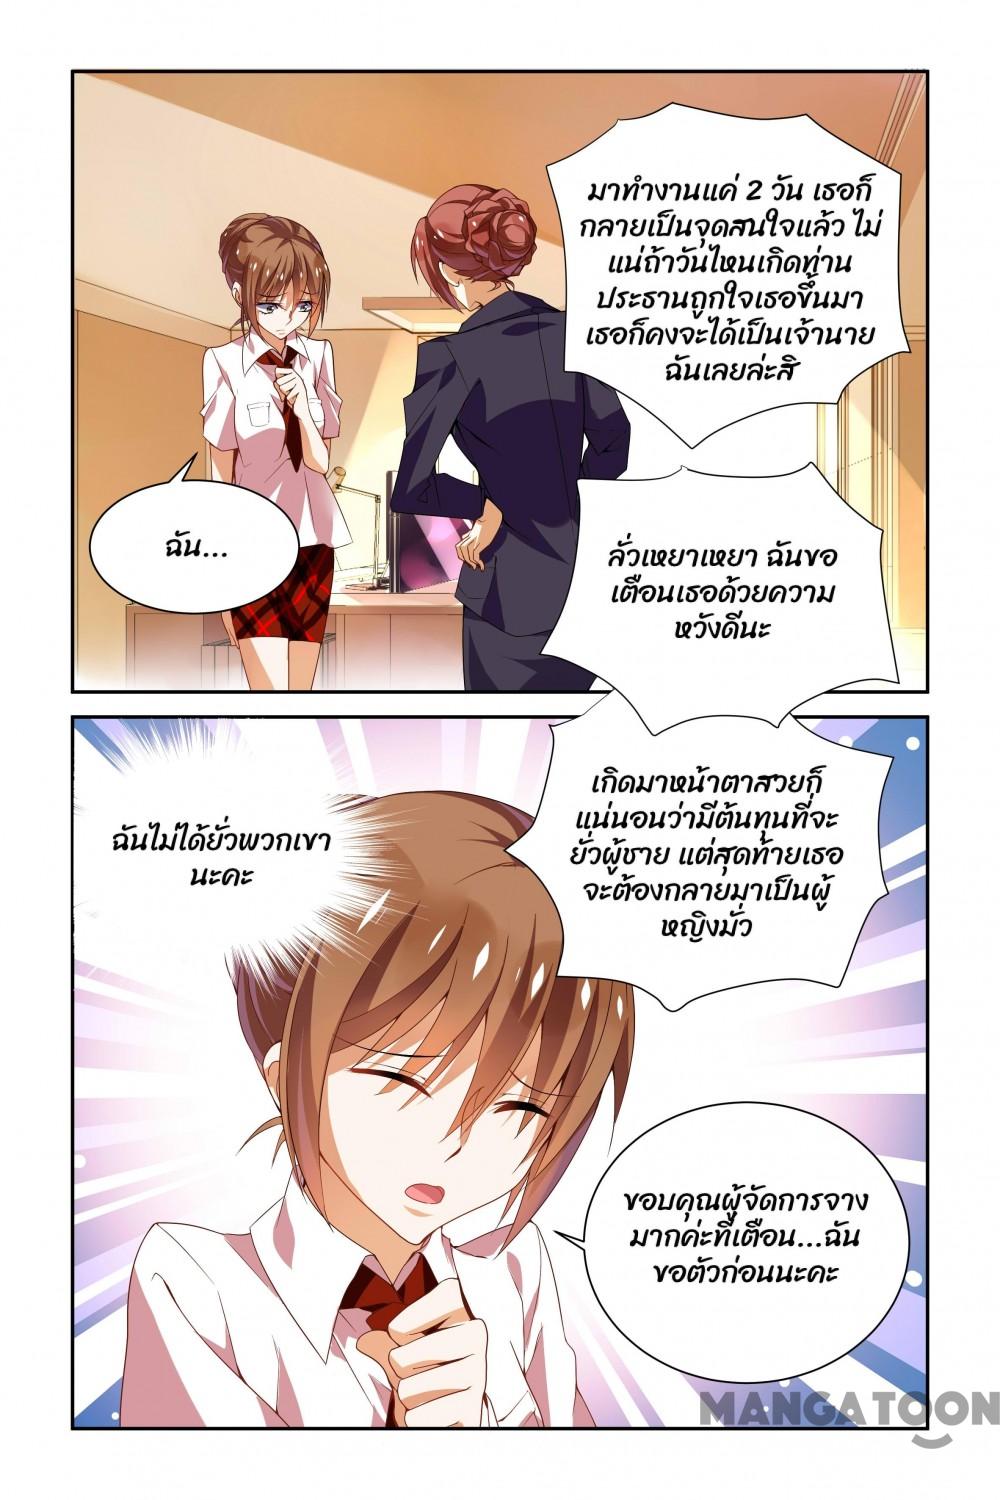 มาทำงานแค่ 2 วัน เธอก็
กลายเป็นจุดสนใจแล้ว ไม่
แน่ถ้าวันไหนเกิดท่าน
ประธานถูกใจเธอขึ้นมา
เธอก็คงจะได้เป็นเจ้านาย
ฉันเลยล่ะสิ
ฉัน...
ลั่วเหยาเหยา ฉันขอ
เตือนเธอด้วยความ
หวังดีนะ
เกิดมาหน้าตาสวยก็
แน่นอนว่ามีต้นทุนที่จะ
ยั่วผู้ชาย แต่สุดท้ายเธอ
จะต้องกลายมาเป็นผู้
หญิงมั่ว
ฉันไม่ได้ยั่วพวกเขา
นะคะ
ขอบคุณผู้จัดการจาง
มากค่ะที่เตือน...ฉัน
ขอตัวก่อนนะคะ
MANGATOON